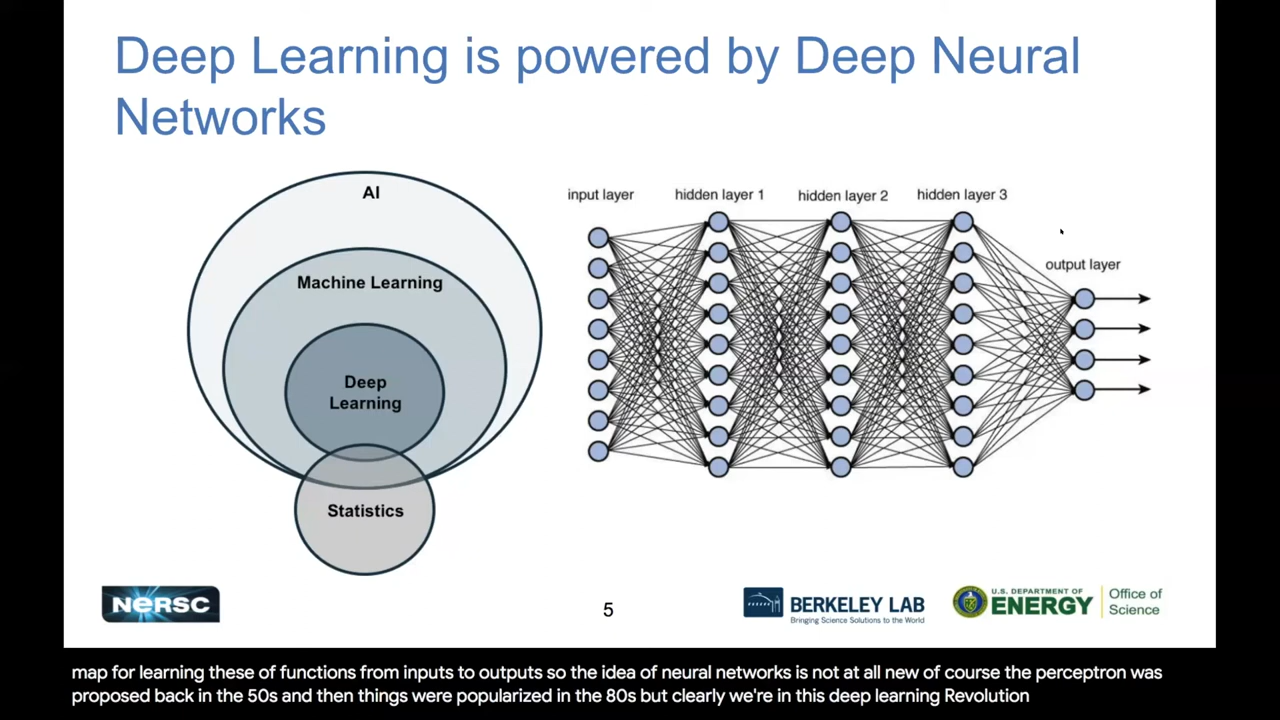 Deep Learning is powered by Deep Neural
Networks
AI
Machine Learning
Deep
Learning
Statistics
input layer
hidden layer 1
hidden layer 2
hidden layer 3
output layer
NERSC
5
BERKELEY LAB
Bringing Science Solutions to the World
U.S. DEPARTMENT OF
ENERGY
Office of
Science
map for learning these of functions from inputs to outputs so the idea of neural networks is not at all new of course the perceptron was
proposed back in the 50s and then things were popularized in the 80s but clearly we're in this deep learning Revolution